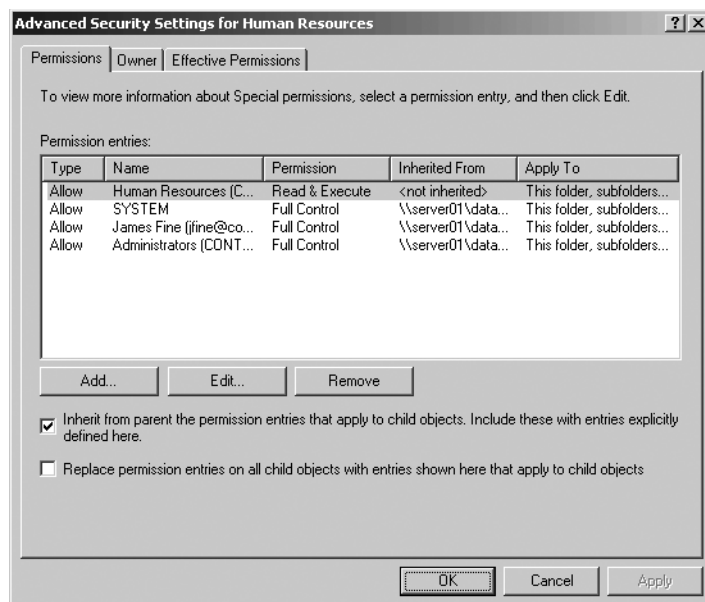 Advanced Security Settings for Human Resources
Permissions Owner Effective Permissions
To view more information about Special permissions, select a permission entry, and then click Edit.
Permission entries:
Type Name Permission Inherited From Apply To
Allow Human Resources (C... Read & Execute <not inherited> This folder, subfolders...
Allow SYSTEM Full Control \\server01\data... This folder, subfolders...
Allow James Fine (jfine@co... Full Control \\server01\data... This folder, subfolders...
Allow Administrators (CONT... Full Control \\server01\data... This folder, subfolders...
Add... Edit... Remove
Inherit from parent the permission entries that apply to child objects. Include these with entries explicitly
defined here.
Replace permission entries on all child objects with entries shown here that apply to child objects
OK Cancel Apply